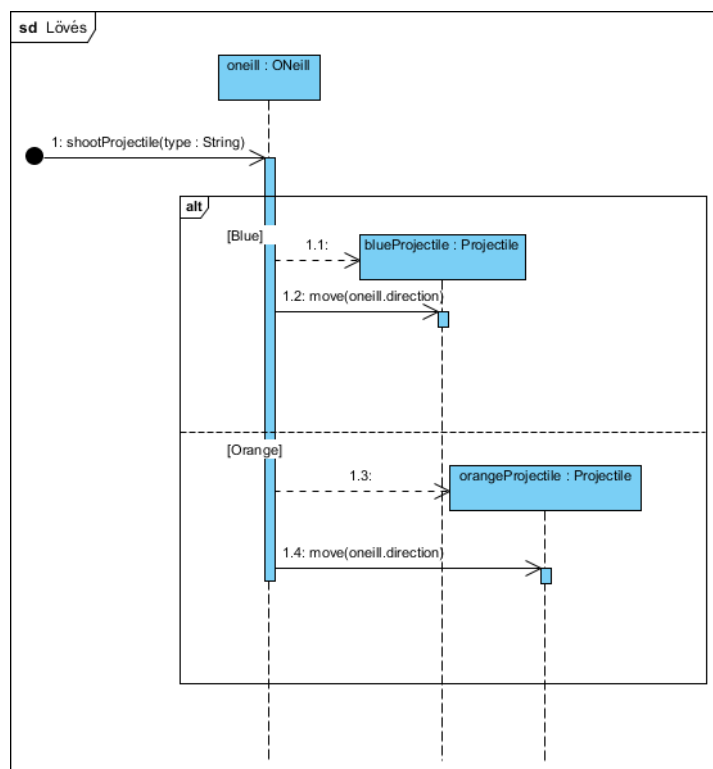 sd Lövés
oneill : ONeill
1: shootProjectile(type : String)
alt
[Blue]
1.1:
blueProjectile : Projectile
1.2: move(oneill.direction)
[Orange]
1.3:
orangeProjectile : Projectile
1.4: move(oneill.direction)